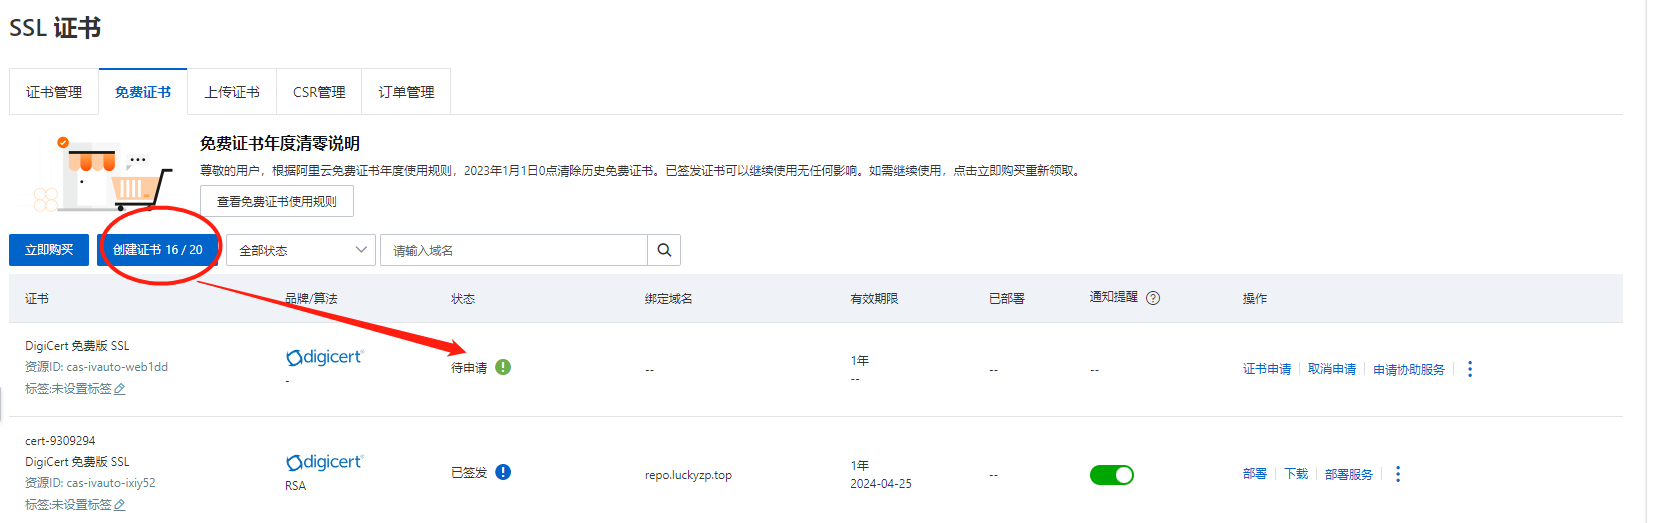 SSL 证书
证书管理 免费证书 上传证书 CSR管理 订单管理
免费证书年度清零说明
尊敬的用户，根据阿里云免费证书年度使用规则，2023年1月1日0点清除历史免费证书。已签发证书可以继续使用无任何影响。如需继续使用，点击立即购买重新领取。
查看免费证书使用规则
立即购买 创建证书 16 / 20 全部状态 请输入域名
证书 品牌/算法 状态 绑定域名 有效期限 已部署 通知提醒 操作
DigiCert 免费版 SSL
资源ID: cas-ivauto-web1dd
标签:未设置标签
digicert
-
待申请
--
1年
--
--
--
证书申请 取消申请 申请协助服务
cert-9309294
DigiCert 免费版 SSL
资源ID: cas-ivauto-ixiy52
标签:未设置标签
digicert
RSA
已签发
repo.luckyzp.top
1年
2024-04-25
--
部署 下载 部署服务